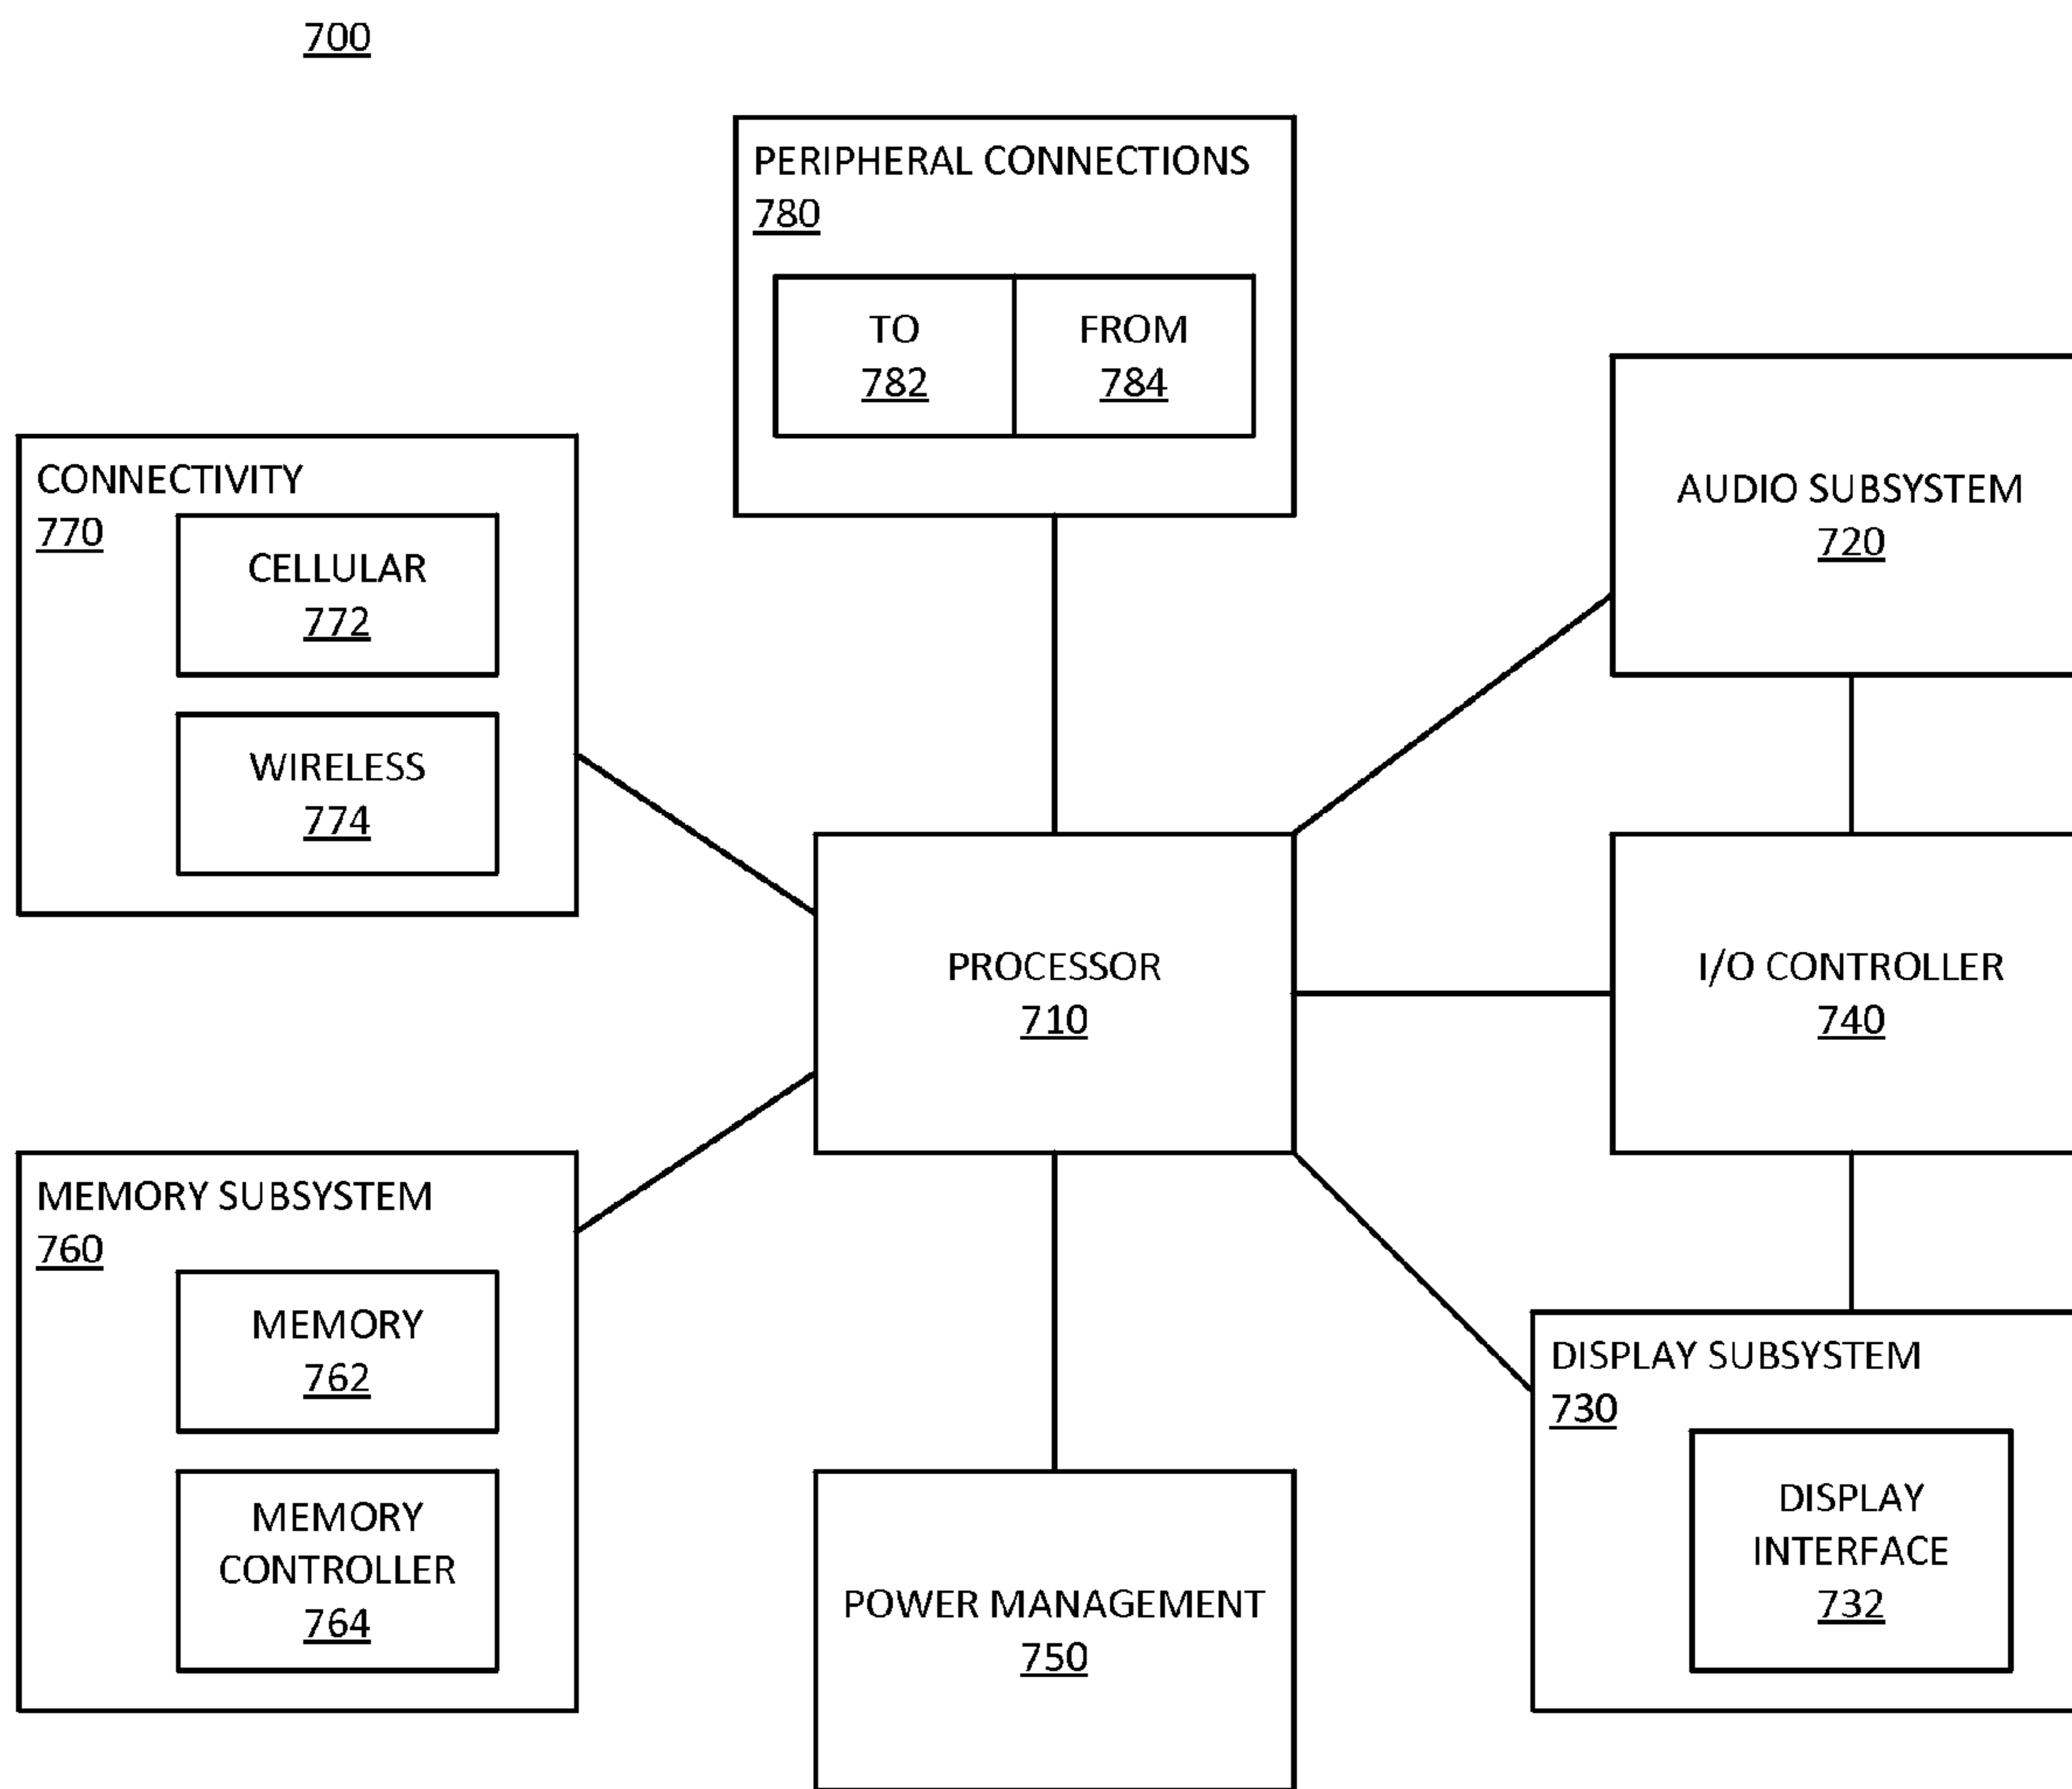 700
PERIPHERAL CONNECTIONS
780
TO
782
FROM
784
CONNECTIVITY
770
CELLULAR
772
WIRELESS
774
AUDIO SUBSYSTEM
720
PROCESSOR
710
I/O CONTROLLER
740
MEMORY SUBSYSTEM
760
MEMORY
762
MEMORY
CONTROLLER
764
POWER MANAGEMENT
750
DISPLAY SUBSYSTEM
730
DISPLAY
INTERFACE
732